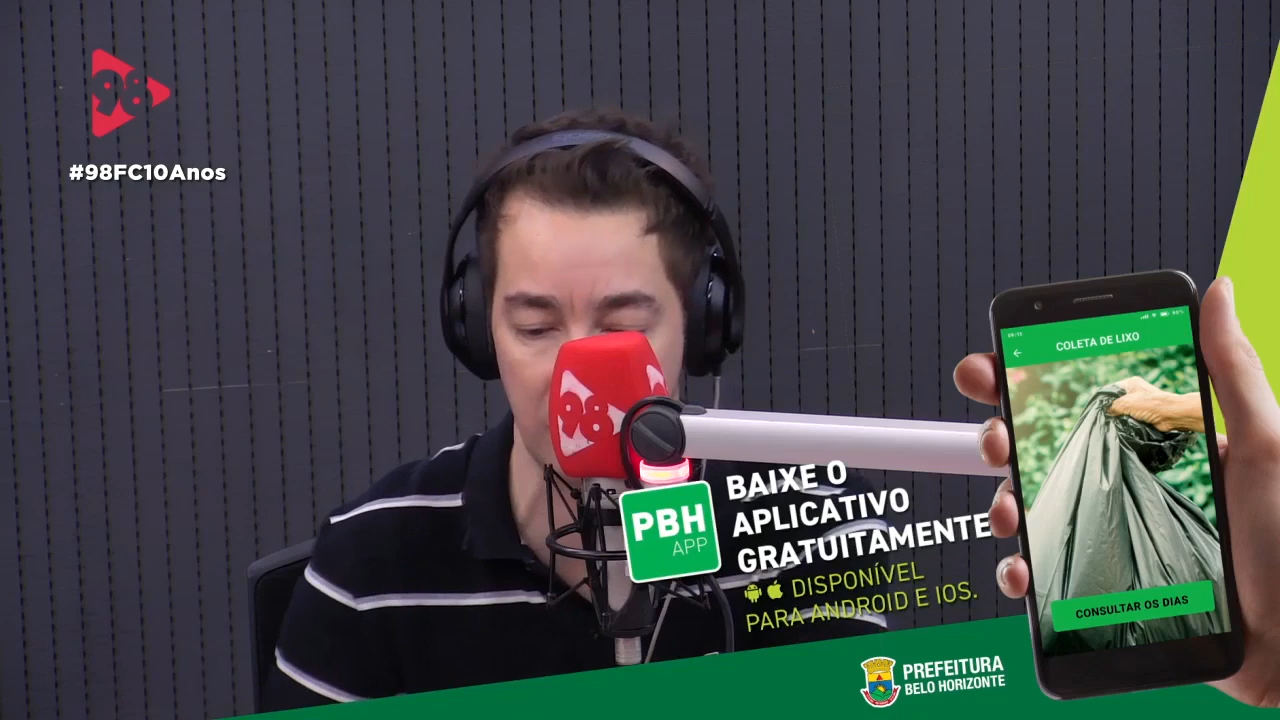 98
#98FC10Anos
98
COLETA DE LIXO
BAIXE O
APLICATIVO
GRATUITAMENTE
PBH
APP
DISPONÍVEL
PARA ANDROID E IOS.
CONSULTAR OS DIAS
PREFEITURA
BELO HORIZONTE